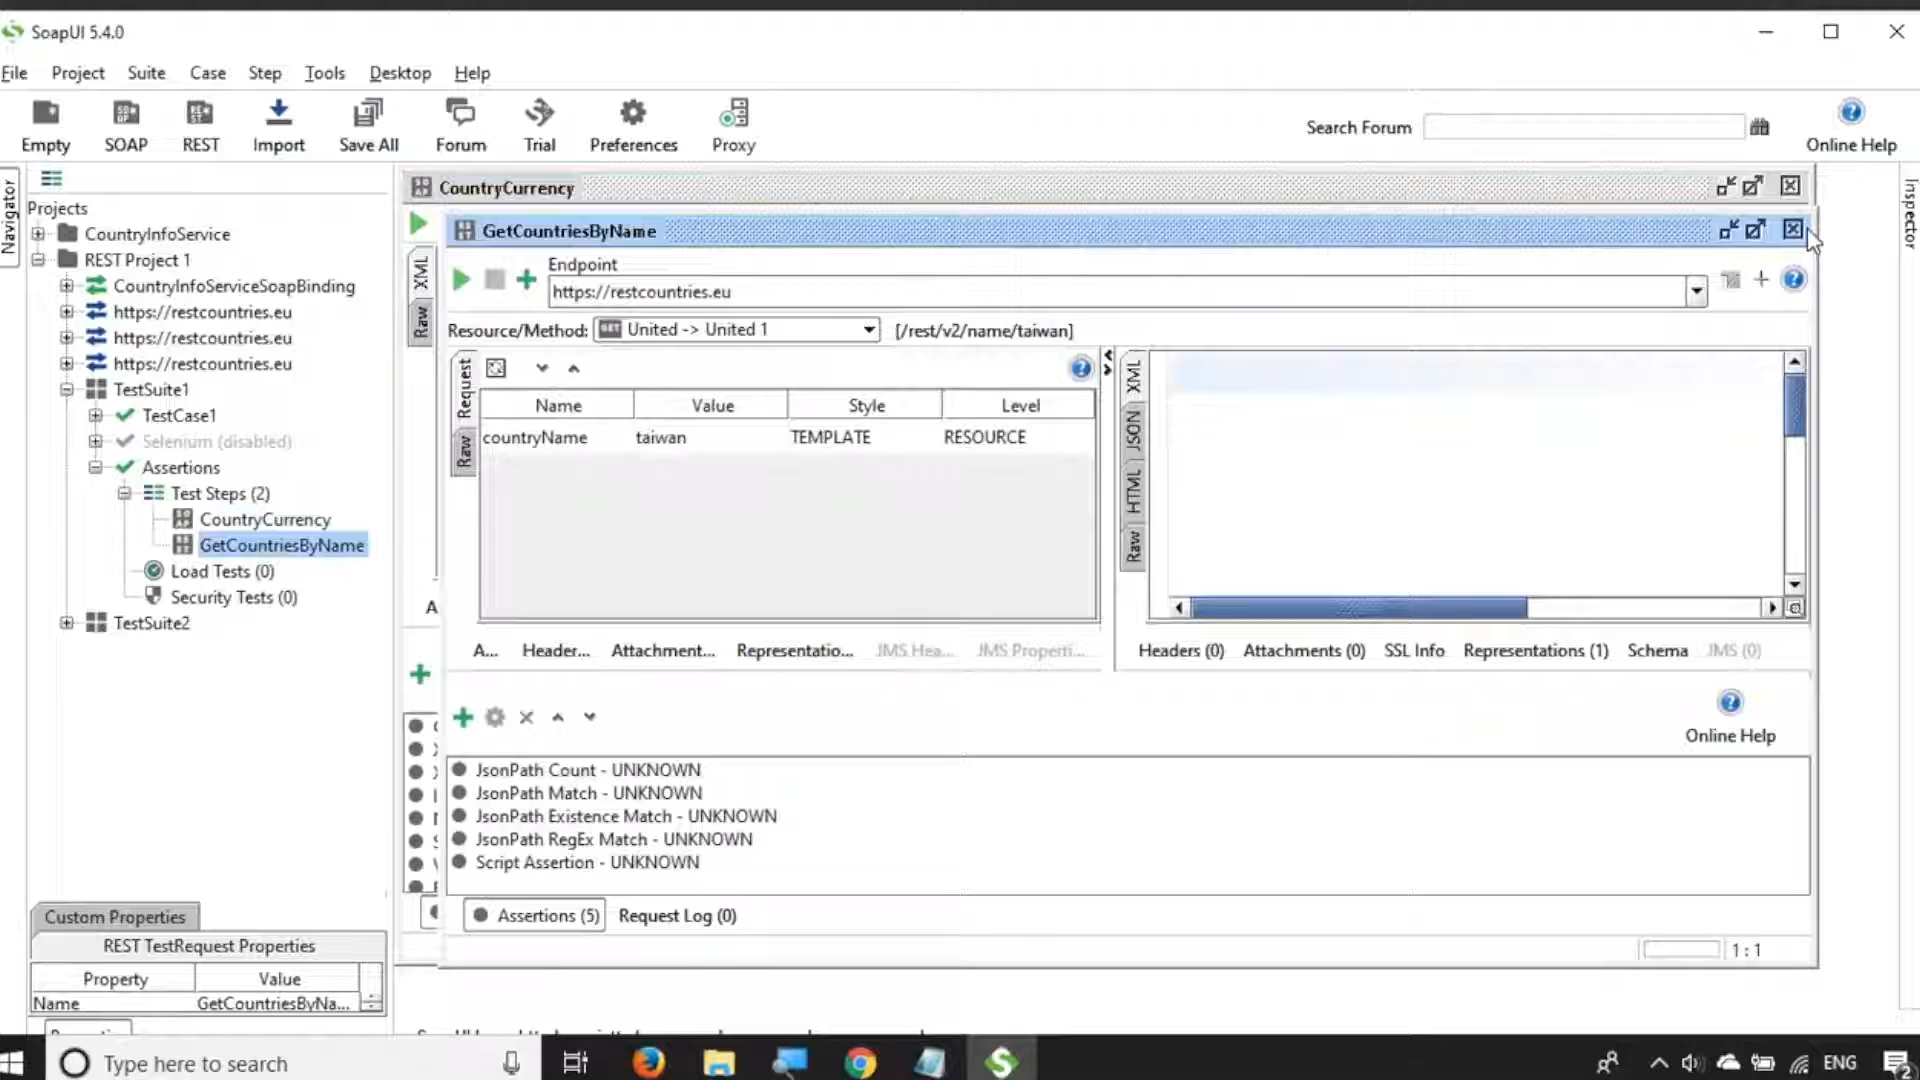 SoapUI 5.4.0
File Project Suite Case Step Tools Desktop Help
Empty SOAP REST Import Save All Forum Trial Preferences Proxy
Search Forum
Online Help
Navigator
Inspector
Projects
CountryInfoService
REST Project 1
CountryInfoServiceSoapBinding
https://restcountries.eu
https://restcountries.eu
https://restcountries.eu
TestSuite1
TestCase1
Selenium (disabled)
Assertions
Test Steps (2)
CountryCurrency
GetCountriesByName
Load Tests (0)
Security Tests (0)
TestSuite2
Custom Properties
REST TestRequest Properties
Property Value
Name GetCountriesByNa...
CountryCurrency
XML
Raw
GetCountriesByName
Endpoint
https://restcountries.eu
Resource/Method: GET United -> United 1 [/rest/v2/name/taiwan]
Request
Raw
Name Value Style Level
countryName taiwan TEMPLATE RESOURCE
XML
JSON
HTML
Raw
A... Header... Attachment... Representatio... JMS Hea... JMS Properti...
Headers (0) Attachments (0) SSL Info Representations (1) Schema JMS (0)
Online Help
JsonPath Count - UNKNOWN
JsonPath Match - UNKNOWN
JsonPath Existence Match - UNKNOWN
JsonPath RegEx Match - UNKNOWN
Script Assertion - UNKNOWN
Assertions (5) Request Log (0)
1 : 1
Type here to search
ENG
2